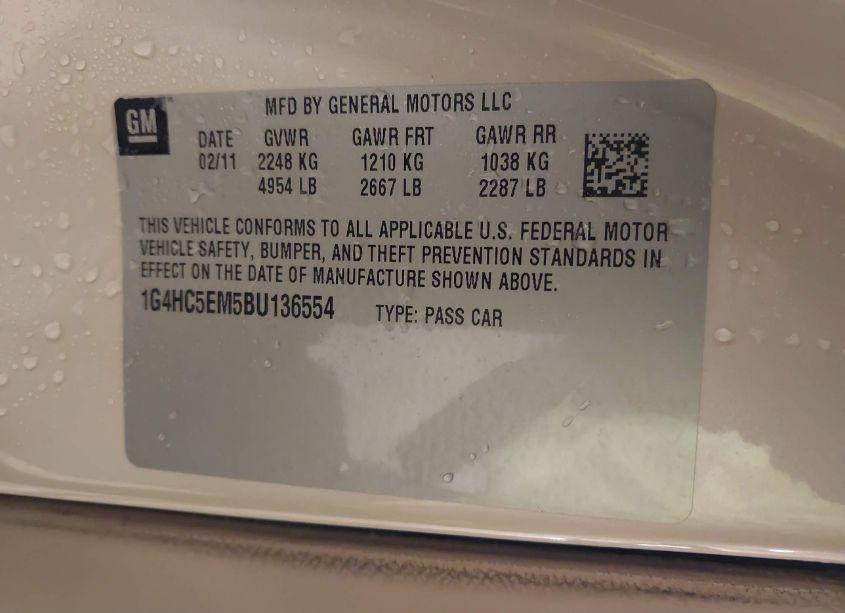 GM
MFD BY GENERAL MOTORS LLC
DATE GVWR GAWR FRT GAWR RR
02/11 2248 KG 1210 KG 1038 KG
4954 LB 2667 LB 2287 LB
THIS VEHICLE CONFORMS TO ALL APPLICABLE U.S. FEDERAL MOTOR
VEHICLE SAFETY, BUMPER, AND THEFT PREVENTION STANDARDS IN
EFFECT ON THE DATE OF MANUFACTURE SHOWN ABOVE.
1G4HC5EM5BU136554 TYPE: PASS CAR